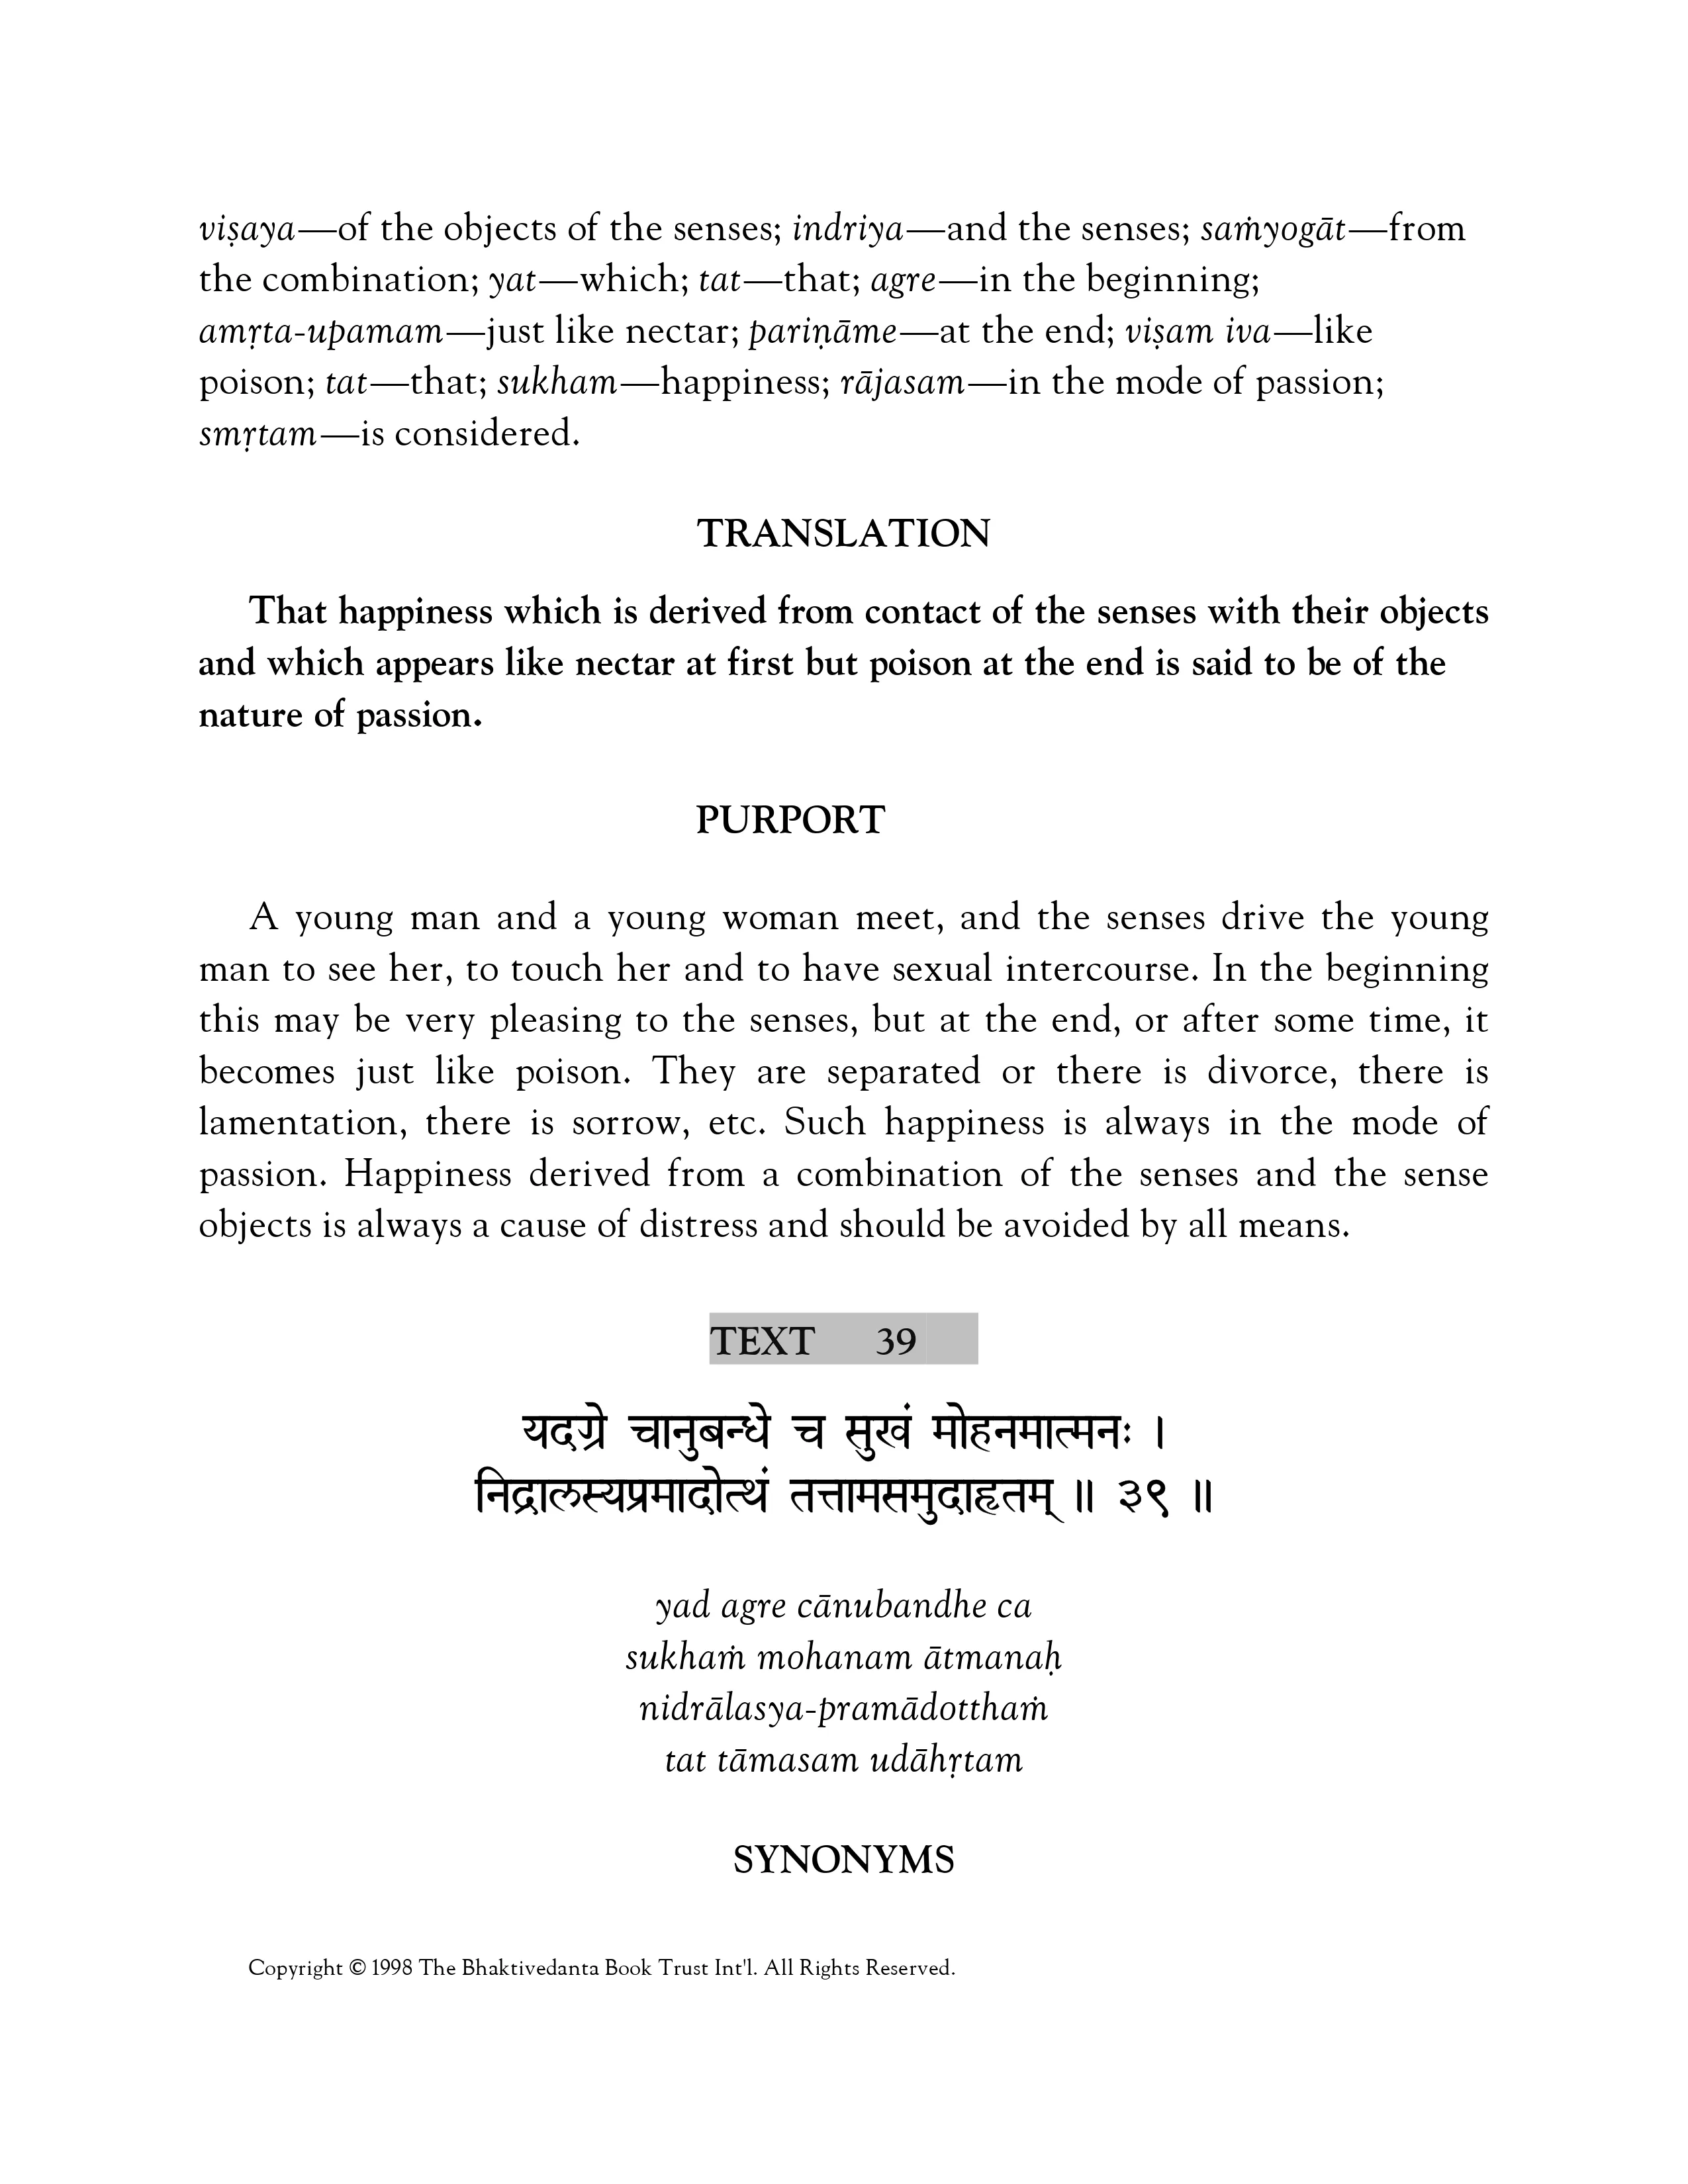 viṣaya—of the objects of the senses; indriya—and the senses; saṁyogāt—from
the combination; yat—which; tat—that; agre—in the beginning;
amṛta-upamam—just like nectar; pariṇāme—at the end; viṣam iva—like
poison; tat—that; sukham—happiness; rājasam—in the mode of passion;
smṛtam—is considered.
TRANSLATION
That happiness which is derived from contact of the senses with their objects
and which appears like nectar at first but poison at the end is said to be of the
nature of passion.
PURPORT
A young man and a young woman meet, and the senses drive the young
man to see her, to touch her and to have sexual intercourse. In the beginning
this may be very pleasing to the senses, but at the end, or after some time, it
becomes just like poison. They are separated or there is divorce, there is
lamentation, there is sorrow, etc. Such happiness is always in the mode of
passion. Happiness derived from a combination of the senses and the sense
objects is always a cause of distress and should be avoided by all means.
TEXT 39
यदग्रे चानुबन्धे च सुखं मोहनमात्मनः ।
निद्रालस्यप्रमादोत्थं तत्तामसमुदाहृतम् ॥ ३९ ॥
yad agre cānubandhe ca
sukhaṁ mohanam ātmanaḥ
nidrālasya-pramādotthaṁ
tat tāmasam udāhṛtam
SYNONYMS
Copyright © 1998 The Bhaktivedanta Book Trust Int'l. All Rights Reserved.